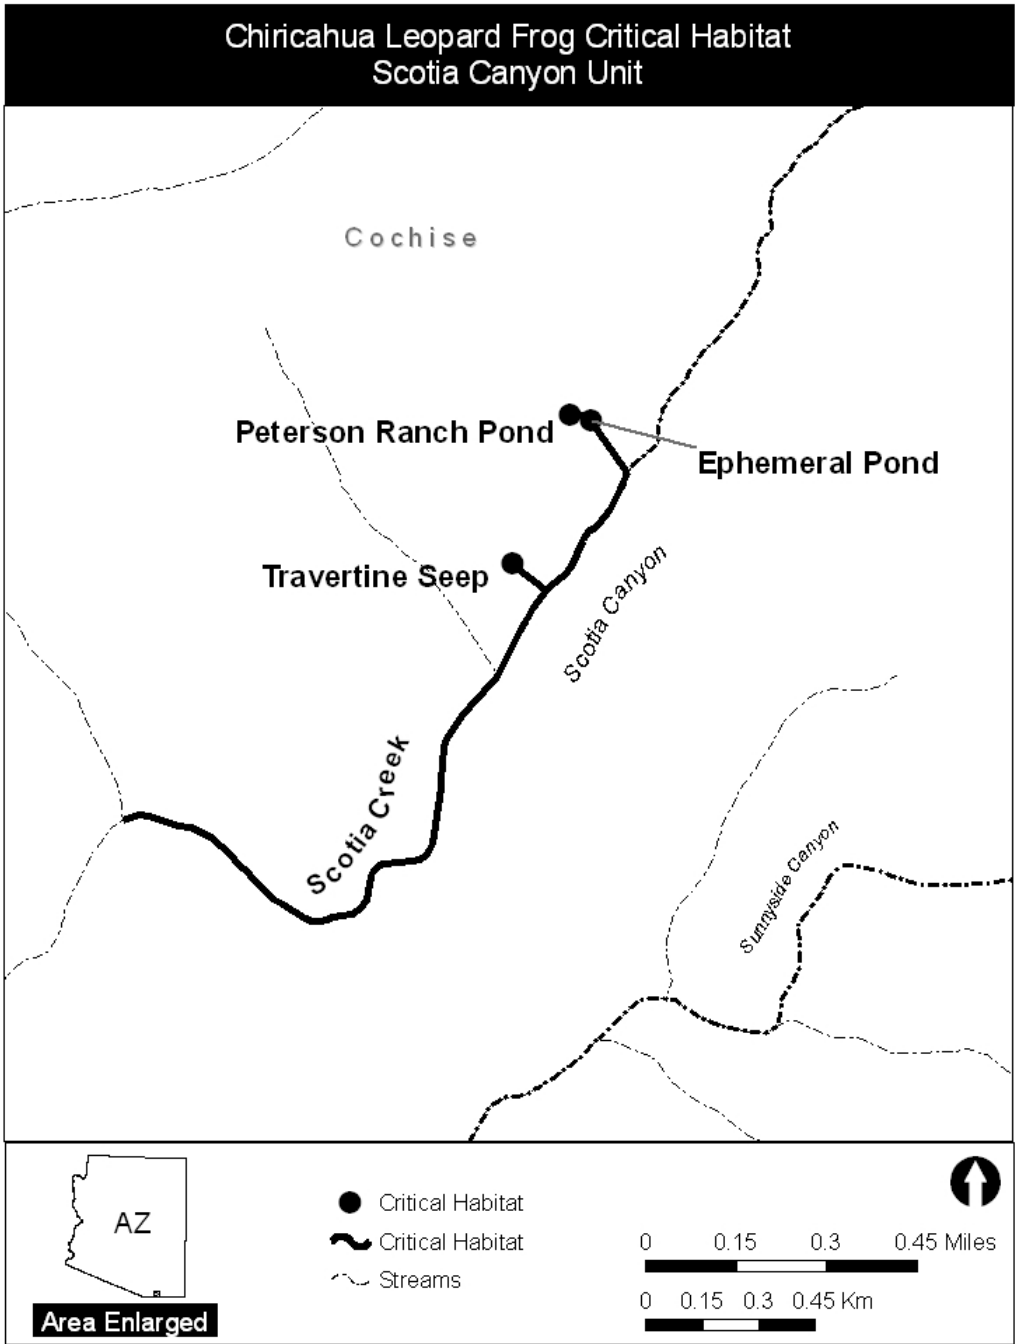 Chiricahua Leopard Frog Critical Habitat
Scotia Canyon Unit
Cochise
Peterson Ranch Pond
Ephemeral Pond
Travertine Seep
Scotia Canyon
Scotia Creek
Sunnyside Canyon
AZ
Area Enlarged
Critical Habitat
Critical Habitat
Streams
0 0.15 0.3 0.45 Miles
0 0.15 0.3 0.45 Km